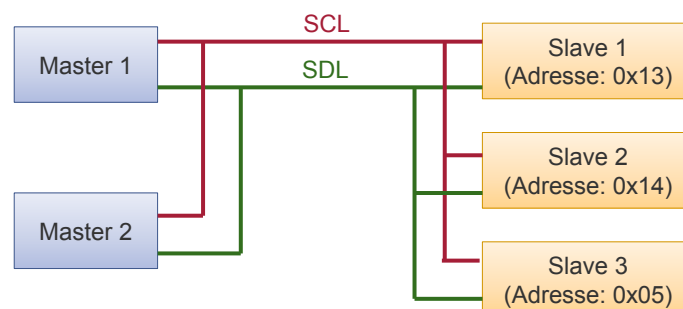 SCL
Master 1
SDL
Slave 1
(Adresse: 0x13)
Slave 2
(Adresse: 0x14)
Master 2
Slave 3
(Adresse: 0x05)